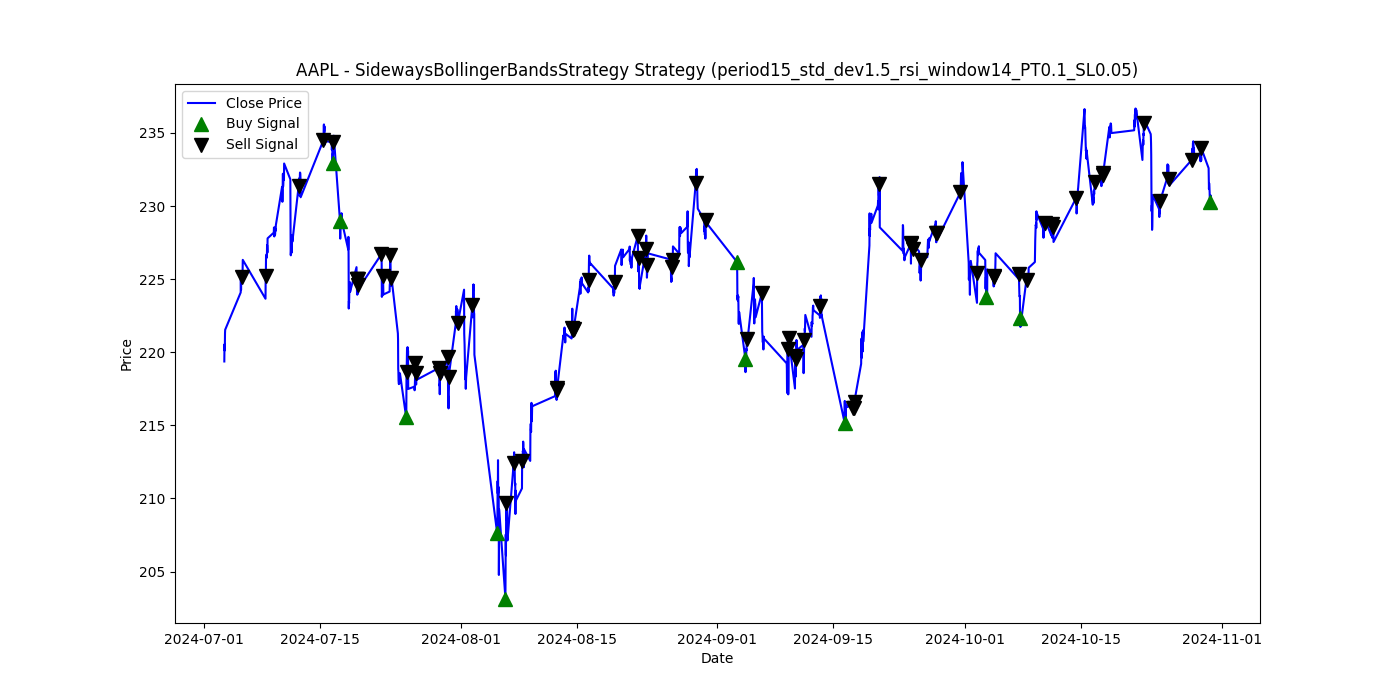 AAPL - SidewaysBollingerBandsStrategy Strategy (period15_std_dev1.5_rsi_window14_PT0.1_SL0.05)
Close Price
Buy Signal
Sell Signal
235
230
225
220
215
210
205
Price
2024-07-01 2024-07-15 2024-08-01 2024-08-15 2024-09-01 2024-09-15 2024-10-01 2024-10-15 2024-11-01
Date